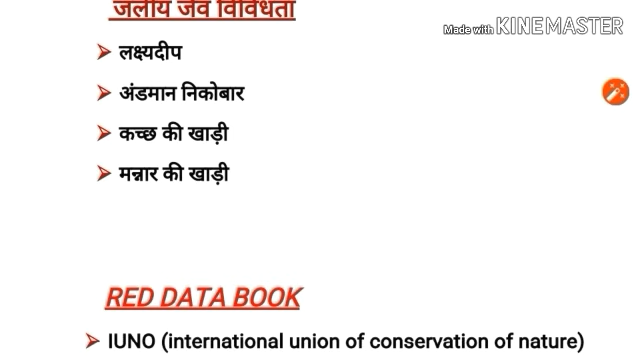 जलीय जैव विविधता
Made with KINEMASTER
➢ लक्ष्यदीप
➢ अंडमान निकोबार
➢ कच्छ की खाड़ी
➢ मन्नार की खाड़ी
RED DATA BOOK
➢ IUNO (international union of conservation of nature)